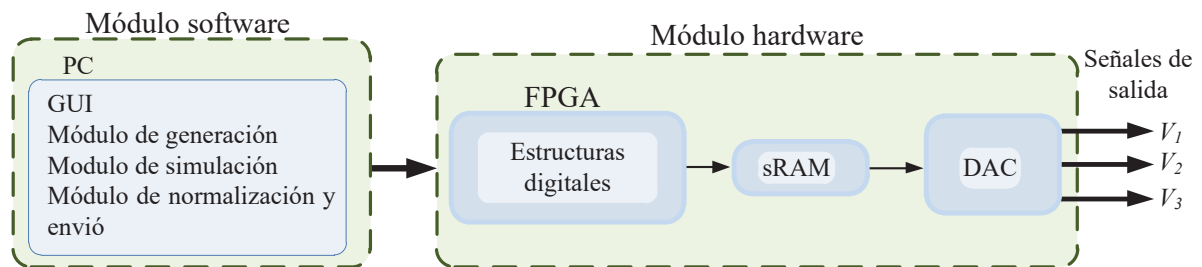 Módulo software
PC
GUI
Módulo de generación
Modulo de simulación
Módulo de normalización y
envió
Módulo hardware
FPGA
Estructuras
digitales
sRAM
DAC
Señales de
salida
V1
V2
V3